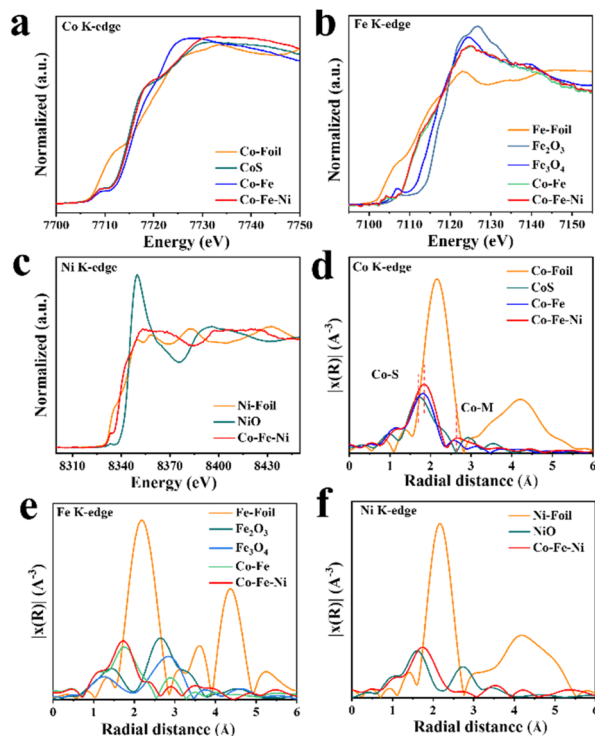 a
Co K-edge
Normalized (a.u.)
Co-Foil
CoS
Co-Fe
Co-Fe-Ni
7700 7710 7720 7730 7740 7750
Energy (eV)
b
Fe K-edge
Normalized (a.u.)
Fe-Foil
Fe₂O₃
Fe₃O₄
Co-Fe
Co-Fe-Ni
7100 7125 7150
Energy (eV)
c
Ni K-edge
Normalized (a.u.)
Ni-Foil
NiO
Co-Fe-Ni
8310 8340 8370 8400 8430
Energy (eV)
d
Co K-edge
|x(R)| (A⁻³)
Co-Foil
CoS
Co-Fe
Co-Fe-Ni
Co-S
Co-M
0 1 2 3 4 5 6
Radial distance (Å)
e
Fe K-edge
|x(R)| (A⁻³)
Fe-Foil
Fe₂O₃
Fe₃O₄
Co-Fe
Co-Fe-Ni
0 1 2 3 4 5 6
Radial distance (Å)
f
Ni K-edge
|x(R)| (A⁻³)
Ni-Foil
NiO
Co-Fe-Ni
0 1 2 3 4 5 6
Radial distance (Å)